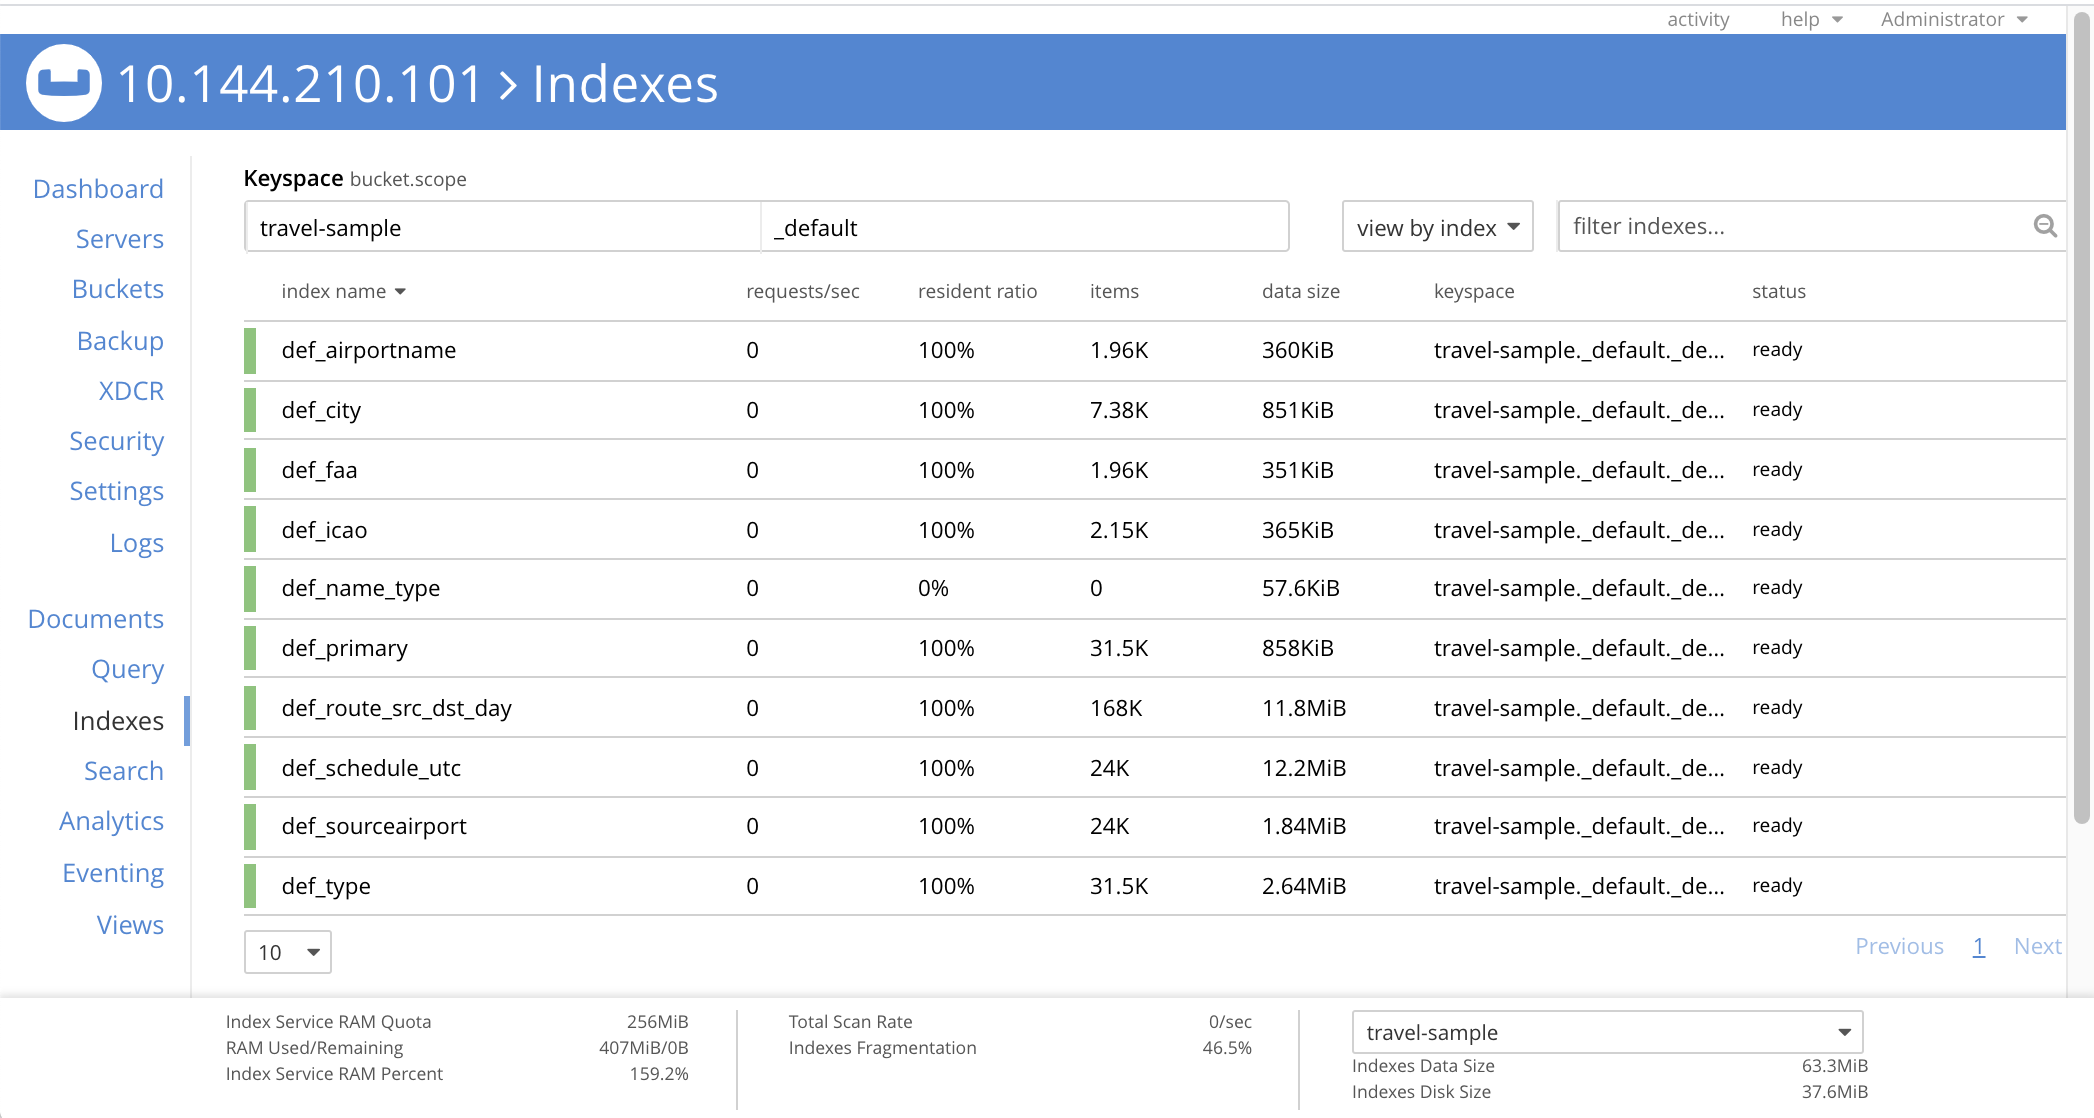 activity help Administrator
10.144.210.101 > Indexes
Dashboard
Servers
Buckets
Backup
XDCR
Security
Settings
Logs
Documents
Query
Indexes
Search
Analytics
Eventing
Views
Keyspace bucket.scope
travel-sample _default view by index filter indexes...
index name requests/sec resident ratio items data size keyspace status
def_airportname 0 100% 1.96K 360KiB travel-sample._default._de... ready
def_city 0 100% 7.38K 851KiB travel-sample._default._de... ready
def_faa 0 100% 1.96K 351KiB travel-sample._default._de... ready
def_icao 0 100% 2.15K 365KiB travel-sample._default._de... ready
def_name_type 0 0% 0 57.6KiB travel-sample._default._de... ready
def_primary 0 100% 31.5K 858KiB travel-sample._default._de... ready
def_route_src_dst_day 0 100% 168K 11.8MiB travel-sample._default._de... ready
def_schedule_utc 0 100% 24K 12.2MiB travel-sample._default._de... ready
def_sourceairport 0 100% 24K 1.84MiB travel-sample._default._de... ready
def_type 0 100% 31.5K 2.64MiB travel-sample._default._de... ready
10 Previous 1 Next
Index Service RAM Quota 256MiB
RAM Used/Remaining 407MiB/0B
Index Service RAM Percent 159.2%
Total Scan Rate 0/sec
Indexes Fragmentation 46.5%
travel-sample
Indexes Data Size 63.3MiB
Indexes Disk Size 37.6MiB